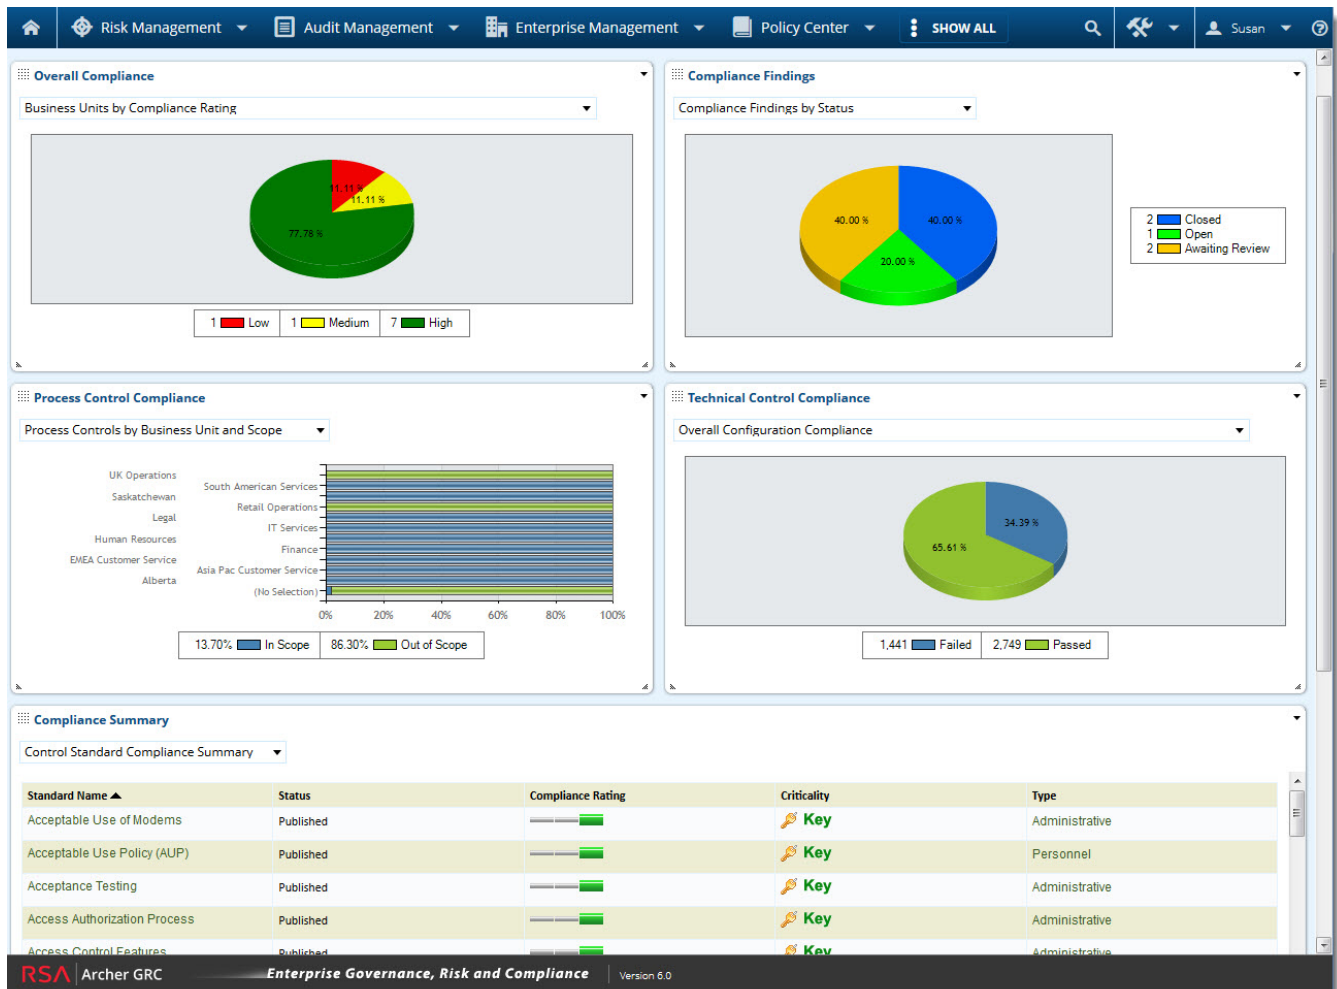 Risk Management Audit Management Enterprise Management Policy Center SHOW ALL Susan
Overall Compliance
Business Units by Compliance Rating
11.11 %
11.11 %
77.78 %
1 Low 1 Medium 7 High
Compliance Findings
Compliance Findings by Status
40.00 % 40.00 %
20.00 %
2 Closed
1 Open
2 Awaiting Review
Process Control Compliance
Process Controls by Business Unit and Scope
UK Operations
South American Services
Saskatchewan
Retail Operations
Legal
IT Services
Human Resources
Finance
EMEA Customer Service
Asia Pac Customer Service
Alberta
(No Selection)
0% 20% 40% 60% 80% 100%
13.70% In Scope 86.30% Out of Scope
Technical Control Compliance
Overall Configuration Compliance
34.39 %
65.61 %
1,441 Failed 2,749 Passed
Compliance Summary
Control Standard Compliance Summary
Standard Name Status Compliance Rating Criticality Type
Acceptable Use of Modems Published Key Administrative
Acceptable Use Policy (AUP) Published Key Personnel
Acceptance Testing Published Key Administrative
Access Authorization Process Published Key Administrative
Access Control Features Published Key Administrative
RSA Archer GRC Enterprise Governance, Risk and Compliance Version 6.0